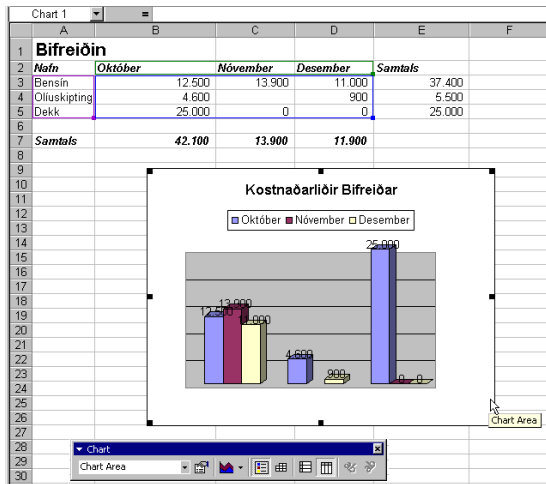 Chart 1 =
A B C D E F
1 Bifreiðin
2 Nafn Október Nóvember Desember Samtals
3 Bensín 12.500 13.900 11.000 37.400
4 Olíuskipting 4.600 900 5.500
5 Dekk 25.000 0 0 25.000
6
7 Samtals 42.100 13.900 11.900
8
9
10 Kostnaðarliðir Bifreiðar
11
12 Október Nóvember Desember
13
14 25.000
15
16
17
18 13.900
19 12.500 11.000
20
21
22 4.600
23 900 0 0
24
25
26 Chart Area
27
28 Chart
29 Chart Area
30